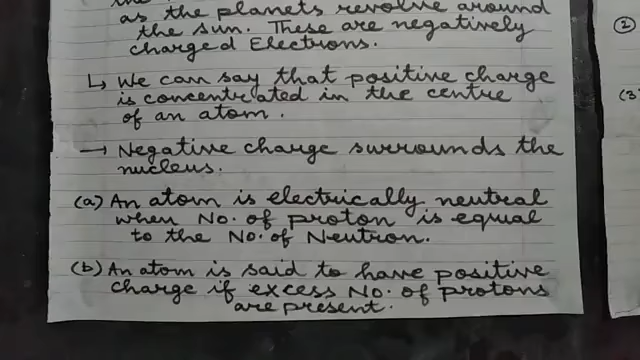 the
as the planets revolve around
the sun. These are negatively
charged Electrons.
↳ We can say that positive charge
is concentrated in the centre
of an atom.
→ Negative charge surrounds the
nucleus.
(a) An atom is electrically neutral
when No. of proton is equal
to the No. of Neutron.
(b) An atom is said to have positive
charge if excess No. of protons
are present.
(2)
(3